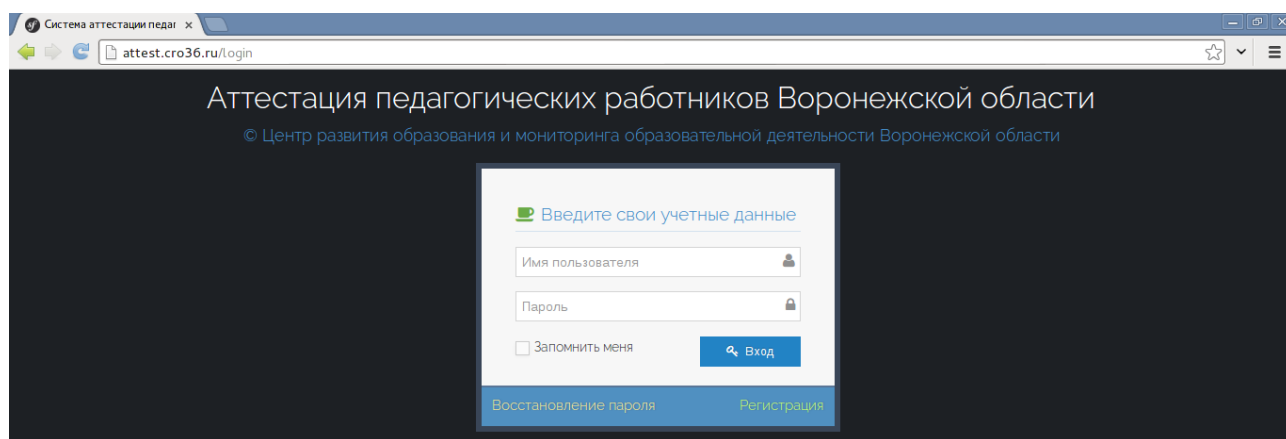 Система аттестации педаг
attest.cro36.ru/login
Аттестация педагогических работников Воронежской области
© Центр развития образования и мониторинга образовательной деятельности Воронежской области
Введите свои учетные данные
Имя пользователя
Пароль
Запомнить меня
Вход
Восстановление пароля
Регистрация